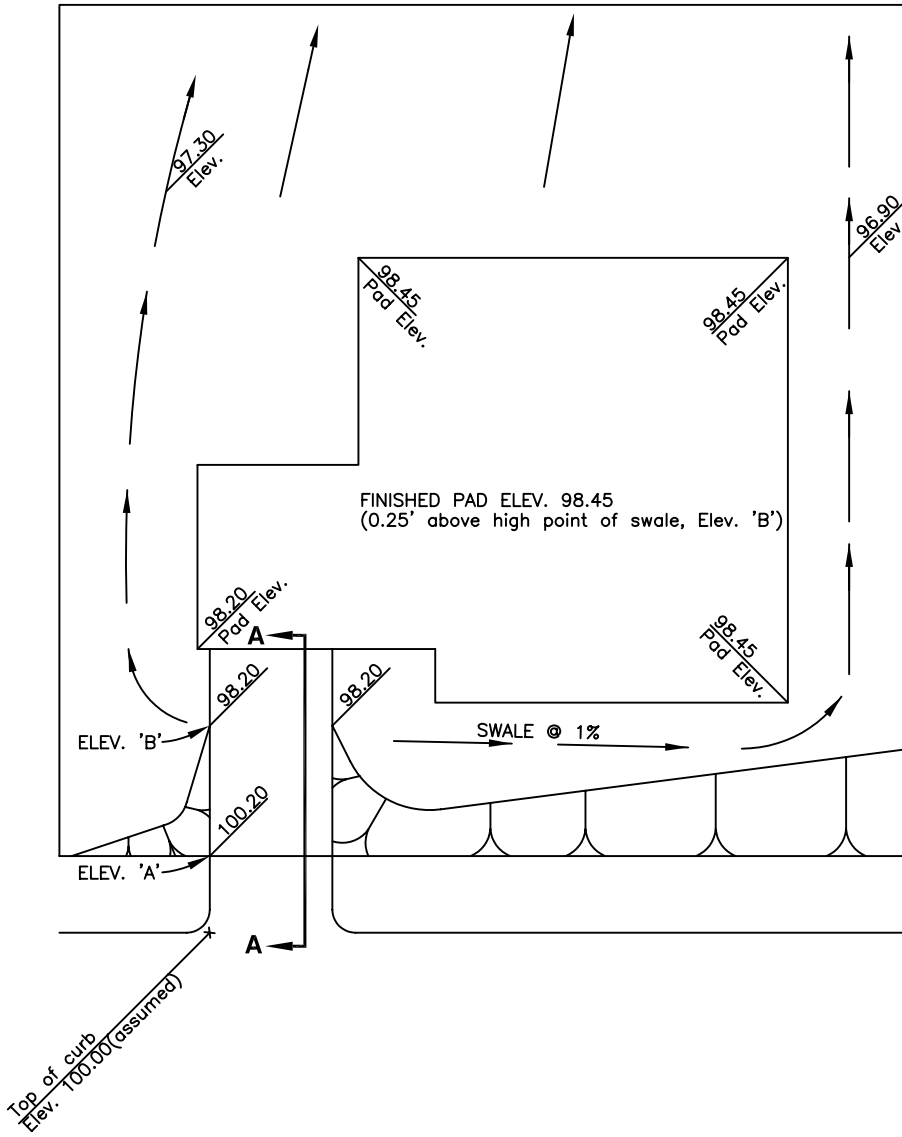 97.30
Elev.
96.90
Elev
98.45
Pad Elev.
98.45
Pad Elev.
FINISHED PAD ELEV. 98.45
(0.25' above high point of swale, Elev. 'B')
98.20
Pad Elev.
A
98.45
Pad Elev.
98.20
98.20
ELEV. 'B'
SWALE @ 1%
100.20
ELEV. 'A'
A
Top of curb
Elev. 100.00(assumed)